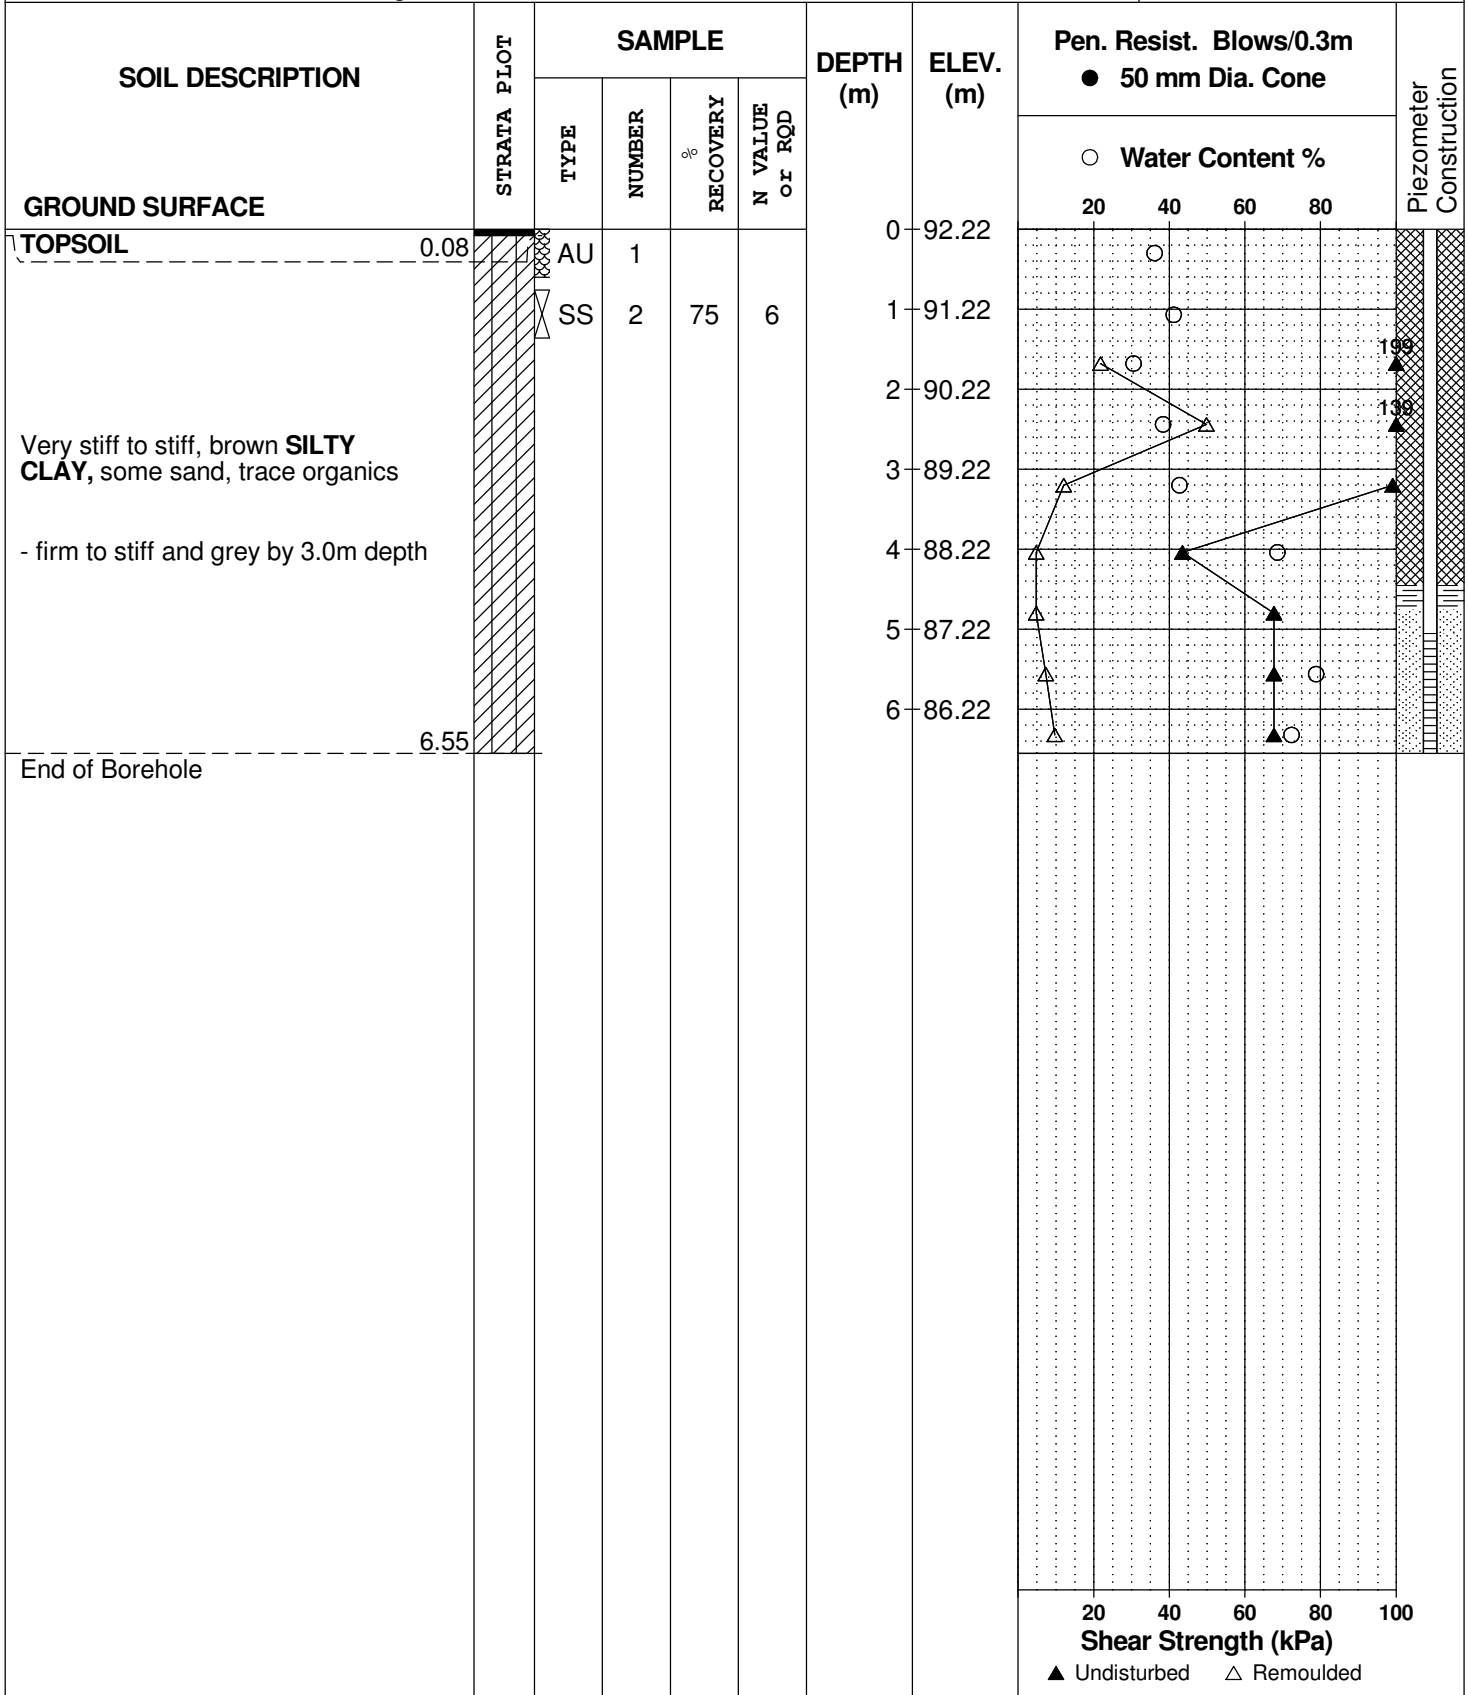 SOIL DESCRIPTION
GROUND SURFACE
STRATA PLOT
SAMPLE
TYPE
NUMBER
%
RECOVERY
N VALUE
or RQD
DEPTH
(m)
ELEV.
(m)
Pen. Resist. Blows/0.3m
● 50 mm Dia. Cone
○ Water Content %
20 40 60 80
Piezometer
Construction
TOPSOIL 0.08
AU 1
SS 2 75 6
0 92.22
1 91.22
199
2 90.22
139
Very stiff to stiff, brown SILTY
CLAY, some sand, trace organics
3 89.22
- firm to stiff and grey by 3.0m depth
4 88.22
5 87.22
6 86.22
6.55
End of Borehole
20 40 60 80 100
Shear Strength (kPa)
▲ Undisturbed △ Remoulded